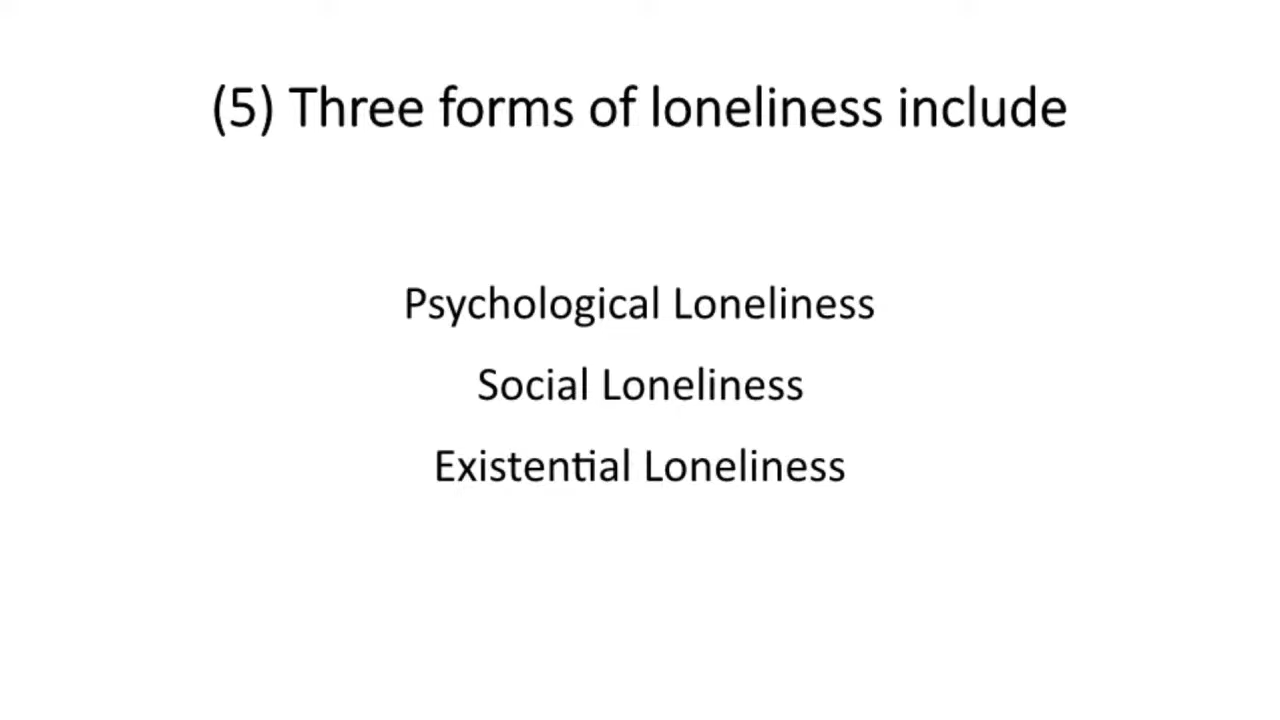 (5) Three forms of loneliness include
Psychological Loneliness
Social Loneliness
Existential Loneliness